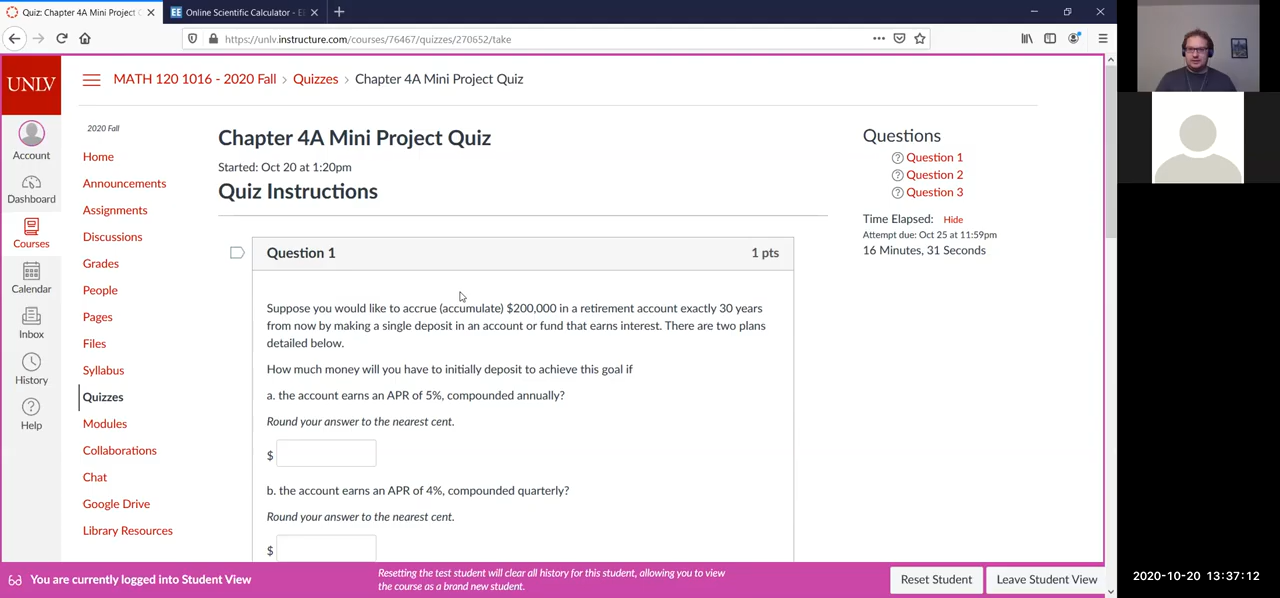 Quiz: Chapter 4A Mini Project
EE Online Scientific Calculator -
https://unlv.instructure.com/courses/76467/quizzes/270652/take
UNLV
MATH 120 1016 - 2020 Fall > Quizzes > Chapter 4A Mini Project Quiz
Account
Dashboard
Courses
Calendar
Inbox
History
Help
2020 Fall
Home
Announcements
Assignments
Discussions
Grades
People
Pages
Files
Syllabus
Quizzes
Modules
Collaborations
Chat
Google Drive
Library Resources
Chapter 4A Mini Project Quiz
Started: Oct 20 at 1:20pm
Quiz Instructions
Question 1 1 pts
Suppose you would like to accrue (accumulate) $200,000 in a retirement account exactly 30 years
from now by making a single deposit in an account or fund that earns interest. There are two plans
detailed below.
How much money will you have to initially deposit to achieve this goal if
a. the account earns an APR of 5%, compounded annually?
Round your answer to the nearest cent.
$
b. the account earns an APR of 4%, compounded quarterly?
Round your answer to the nearest cent.
$
Questions
Question 1
Question 2
Question 3
Time Elapsed: Hide
Attempt due: Oct 25 at 11:59pm
16 Minutes, 31 Seconds
You are currently logged into Student View
Resetting the test student will clear all history for this student, allowing you to view
the course as a brand new student.
Reset Student
Leave Student View
2020-10-20 13:37:12